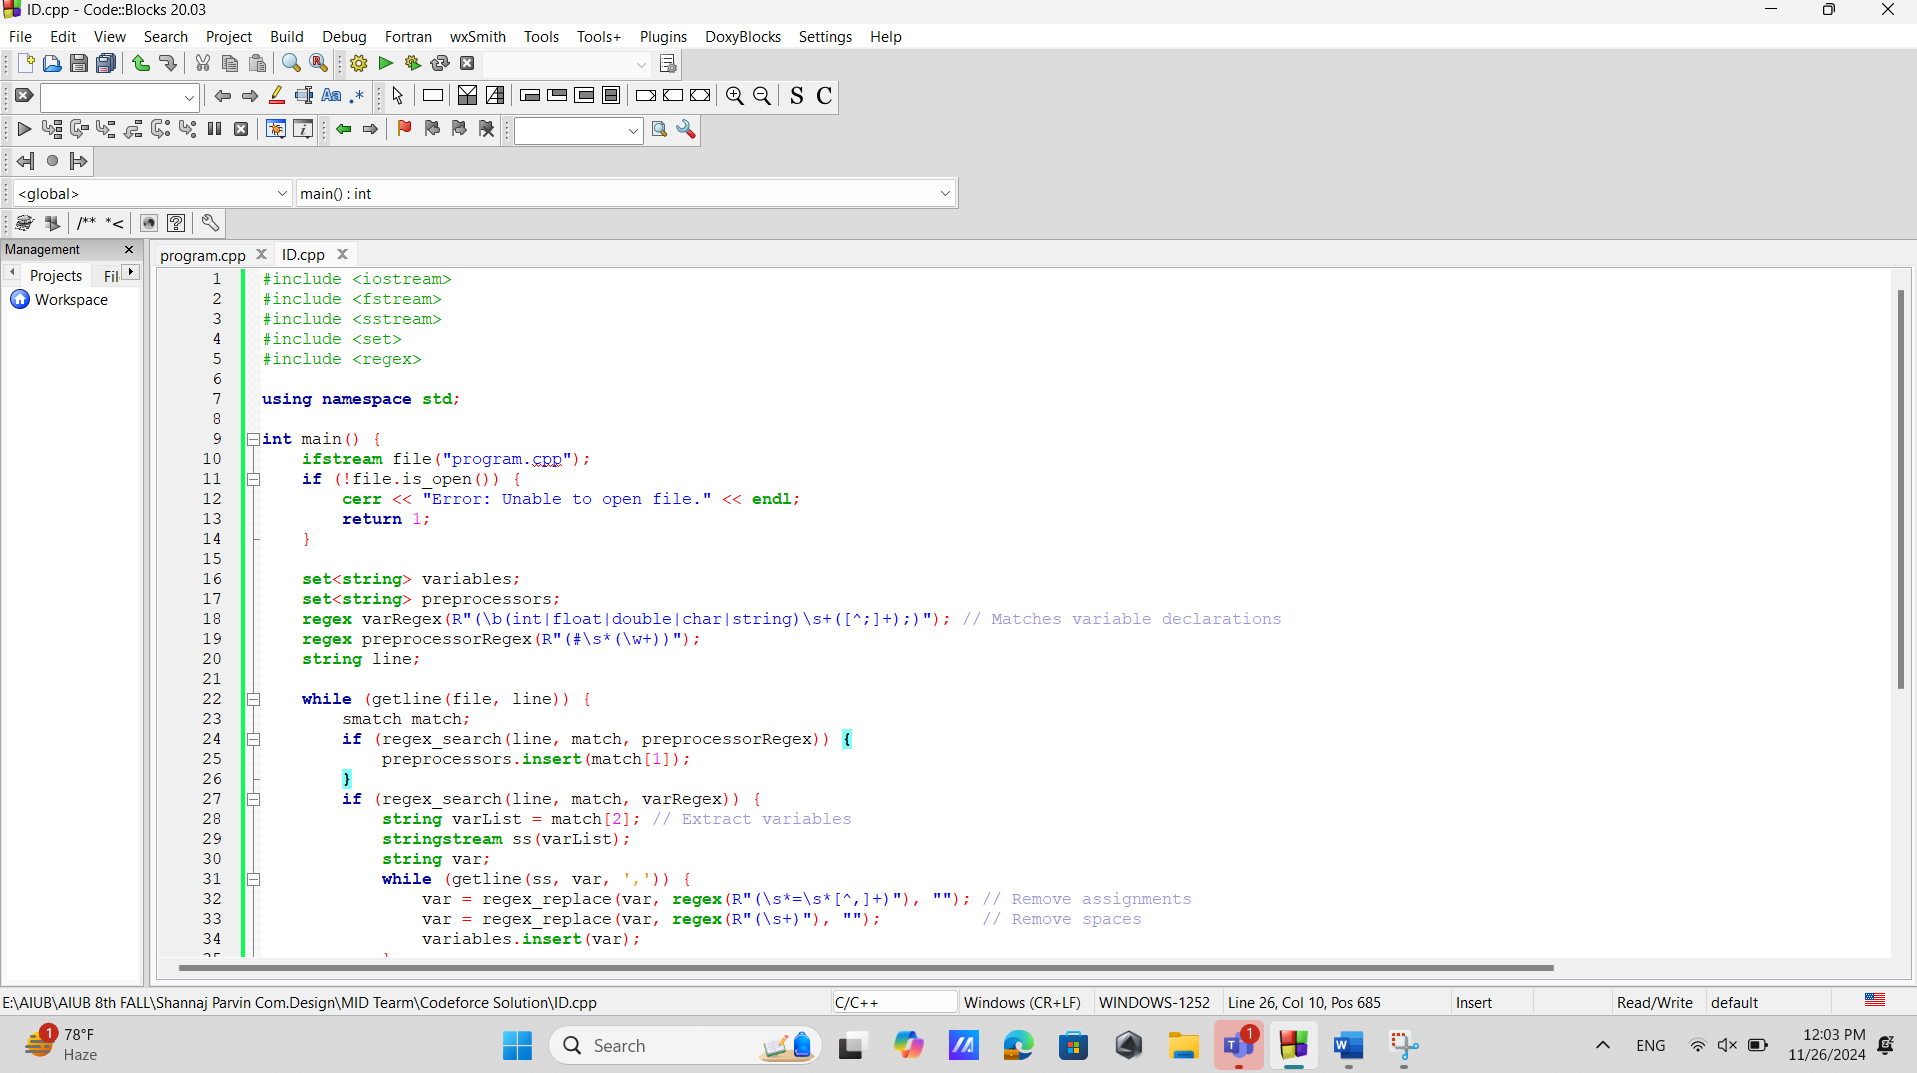 ID.cpp - Code::Blocks 20.03
File Edit View Search Project Build Debug Fortran wxSmith Tools Tools+ Plugins DoxyBlocks Settings Help
Aa .* S C
<global> main() : int
/** *<
Management
Projects Fil
Workspace
program.cpp ID.cpp
1 #include <iostream>
2 #include <fstream>
3 #include <sstream>
4 #include <set>
5 #include <regex>
6
7 using namespace std;
8
9 int main() {
10 ifstream file("program.cpp");
11 if (!file.is_open()) {
12 cerr << "Error: Unable to open file." << endl;
13 return 1;
14 }
15
16 set<string> variables;
17 set<string> preprocessors;
18 regex varRegex(R"(\b(int|float|double|char|string)\s+([^;]+);)"); // Matches variable declarations
19 regex preprocessorRegex(R"(#\s*(\w+))");
20 string line;
21
22 while (getline(file, line)) {
23 smatch match;
24 if (regex_search(line, match, preprocessorRegex)) {
25 preprocessors.insert(match[1]);
26 }
27 if (regex_search(line, match, varRegex)) {
28 string varList = match[2]; // Extract variables
29 stringstream ss(varList);
30 string var;
31 while (getline(ss, var, ',')) {
32 var = regex_replace(var, regex(R"(\s*=\s*[^,]+)"), ""); // Remove assignments
33 var = regex_replace(var, regex(R"(\s+)"), ""); // Remove spaces
34 variables.insert(var);
E:\AIUB\AIUB 8th FALL\Shannaj Parvin Com.Design\MID Tearm\Codeforce Solution\ID.cpp C/C++ Windows (CR+LF) WINDOWS-1252 Line 26, Col 10, Pos 685 Insert Read/Write default
1 78°F
Haze
Search
1
ENG
12:03 PM
11/26/2024